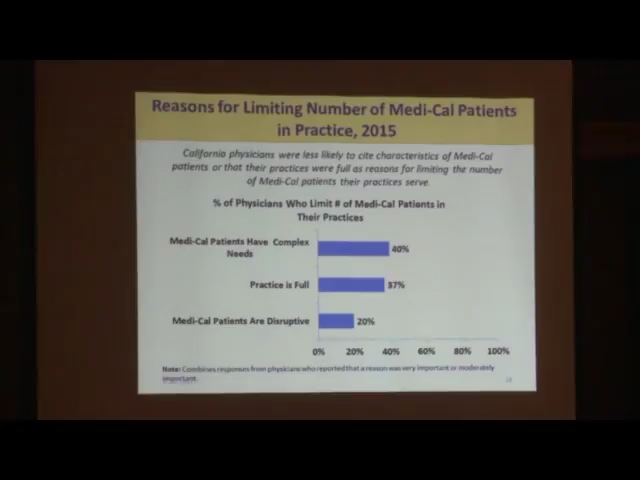 Reasons for Limiting Number of Medi-Cal Patients
in Practice, 2015
California physicians were less likely to cite characteristics of Medi-Cal
patients or that their practices were full as reasons for limiting the number
of Medi-Cal patients their practices serve.
% of Physicians Who Limit # of Medi-Cal Patients in
Their Practices
Medi-Cal Patients Have Complex
Needs
40%
Practice is Full
37%
Medi-Cal Patients Are Disruptive
20%
0% 20% 40% 60% 80% 100%
Note: Combines responses from physicians who reported that a reason was very important or moderately
important.